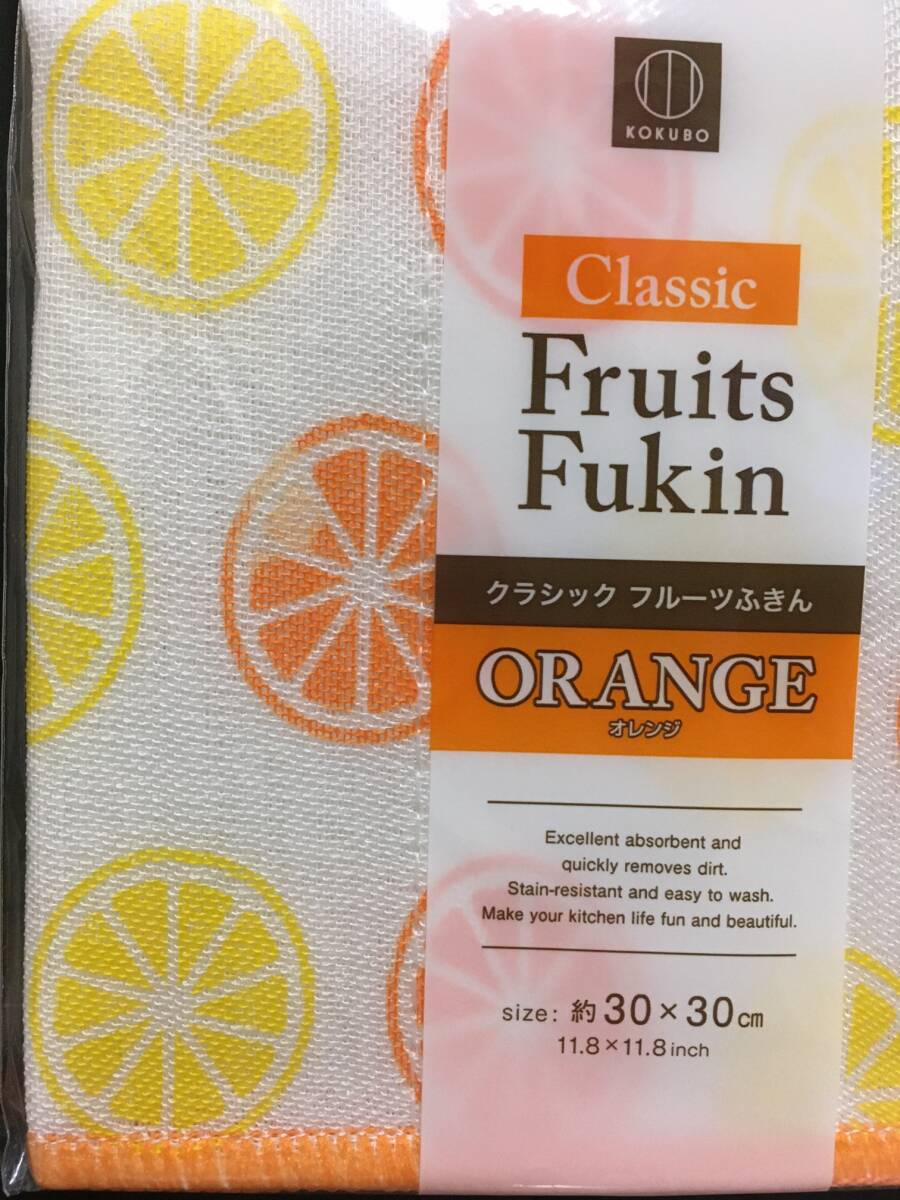 KOKUBO
Classic
Fruits
Fukin
クラシック フルーツふきん
ORANGE
オレンジ
Excellent absorbent and
quickly removes dirt.
Stain-resistant and easy to wash.
Make your kitchen life fun and beautiful.
size: 約 30×30cm
11.8×11.8inch